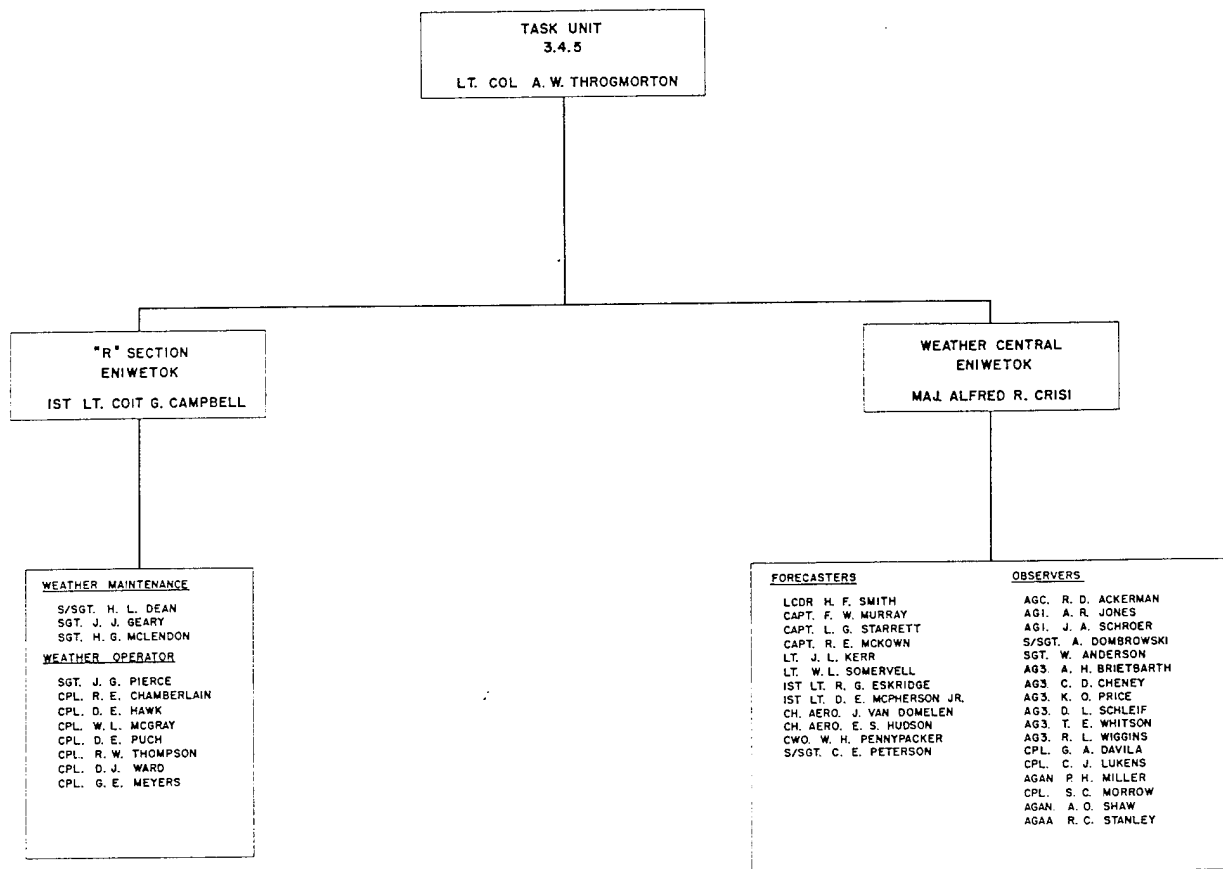 TASK UNIT
3.4.5
LT. COL A. W. THROGMORTON
"R" SECTION
ENIWETOK
IST LT. COIT G. CAMPBELL
WEATHER CENTRAL
ENIWETOK
MAJ. ALFRED R. CRISI
WEATHER MAINTENANCE
S/SGT. H. L. DEAN
SGT. J. J. GEARY
SGT. H. G. MCLENDON
WEATHER OPERATOR
SGT. J. G. PIERCE
CPL. R. E. CHAMBERLAIN
CPL. D. E. HAWK
CPL. W. L. MCGRAY
CPL. D. E. PUCH
CPL. R. W. THOMPSON
CPL. D. J. WARD
CPL. G. E. MEYERS
FORECASTERS
LCDR H. F. SMITH
CAPT. F. W. MURRAY
CAPT. L. G. STARRETT
CAPT. R. E. MCKOWN
LT. J. L. KERR
LT. W. L. SOMERVELL
IST LT. R. G. ESKRIDGE
IST LT. D. E. MCPHERSON JR.
CH. AERO. J. VAN DOMELEN
CH. AERO. E. S. HUDSON
CWO. W. H. PENNYPACKER
S/SGT. C. E. PETERSON
OBSERVERS
AGC. R. D. ACKERMAN
AGI. A. R. JONES
AGI. J. A. SCHROER
S/SGT. A. DOMBROWSKI
SGT. W. ANDERSON
AG3. A. H. BRIETBARTH
AG3. C. D. CHENEY
AG3. K. O. PRICE
AG3. D. L. SCHLEIF
AG3. T. E. WHITSON
AG3. R. L. WIGGINS
CPL. G. A. DAVILA
CPL. C. J. LUKENS
AGAN P. H. MILLER
CPL. S. C. MORROW
AGAN. A. O. SHAW
AGAA R. C. STANLEY